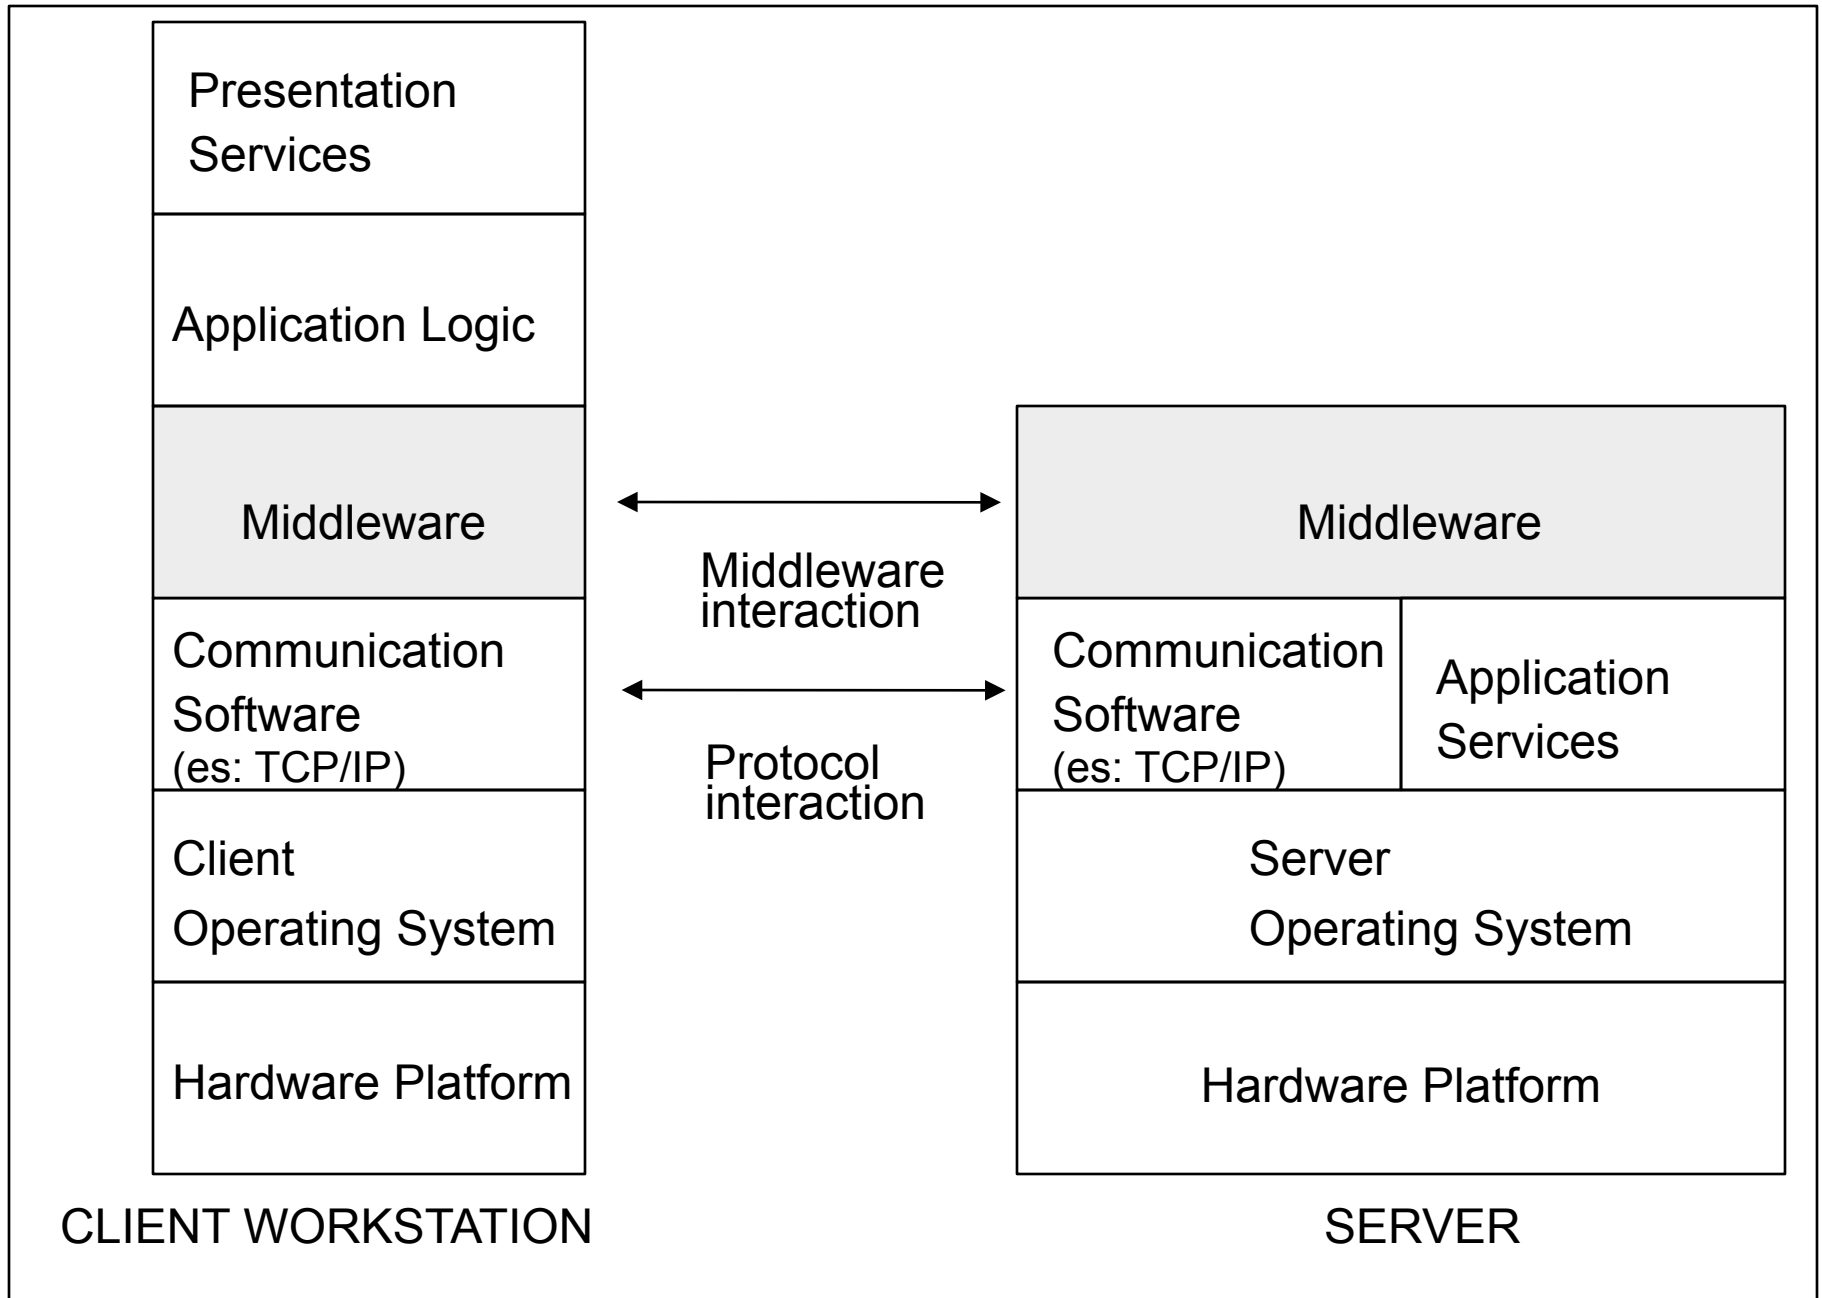 Presentation
Services
Application Logic
Middleware
Communication
Software
(es: TCP/IP)
Client
Operating System
Hardware Platform
CLIENT WORKSTATION
Middleware
interaction
Protocol
interaction
Middleware
Communication
Software
(es: TCP/IP)
Application
Services
Server
Operating System
Hardware Platform
SERVER